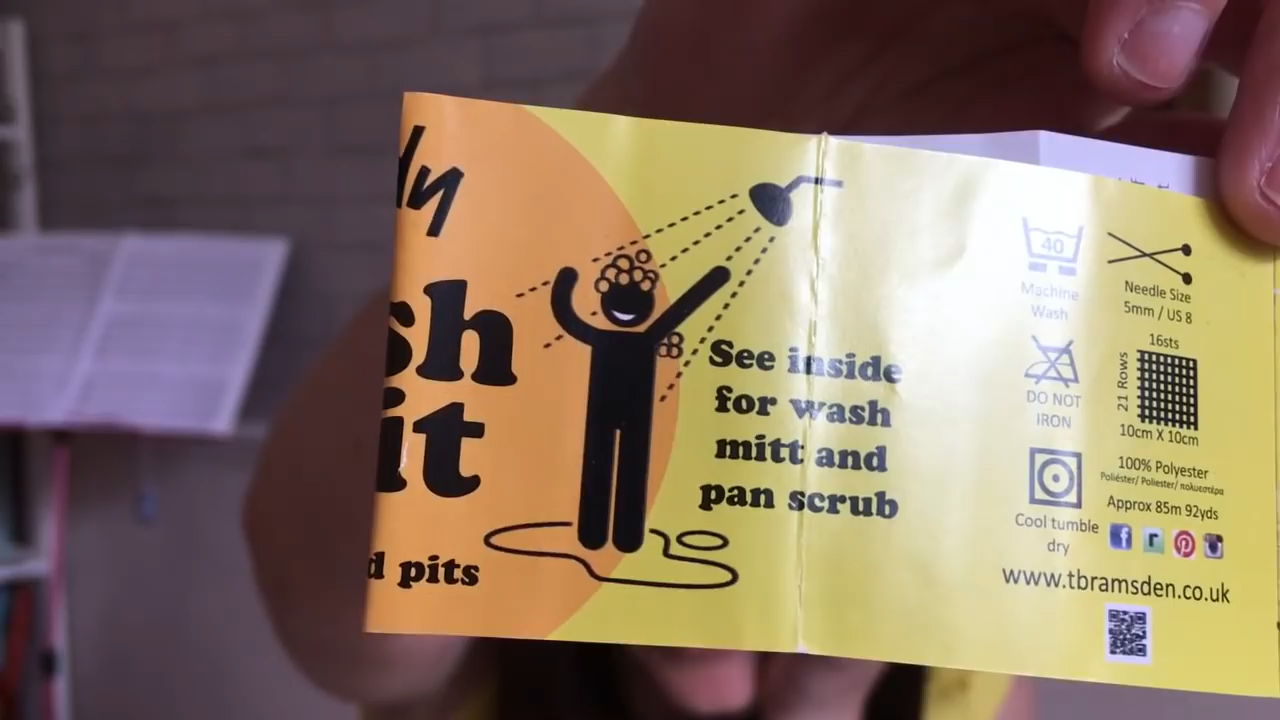 dy
sh
it
d pits
See inside
for wash
mitt and
pan scrub
40
Machine
Wash
DO NOT
IRON
Cool tumble
dry
Needle Size
5mm / US 8
16sts
21 Rows
10cm X 10cm
100% Polyester
Poliéster/ Poliester/ πολυεστέρα
Approx 85m 92yds
f r p
www.tbramsden.co.uk